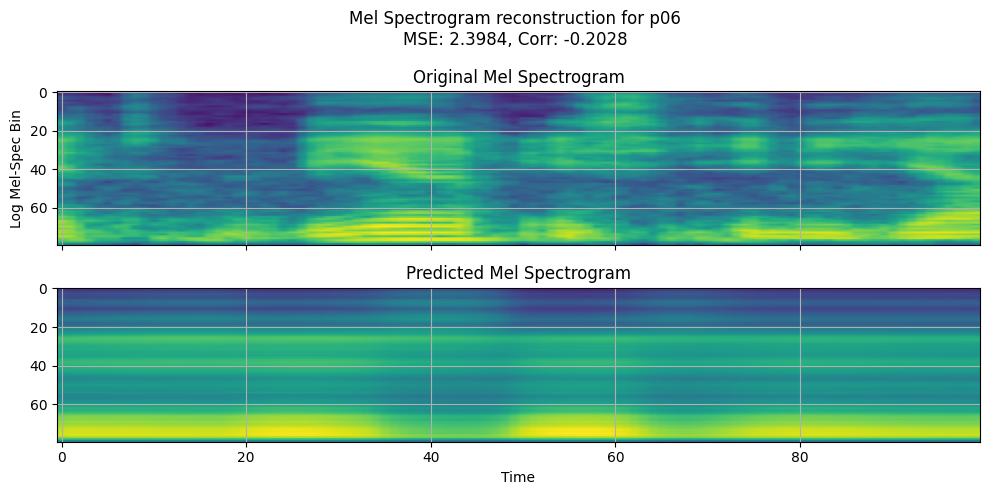 Mel Spectrogram reconstruction for p06
MSE: 2.3984, Corr: -0.2028
Original Mel Spectrogram
Log Mel-Spec Bin
0
20
40
60
Predicted Mel Spectrogram
0
20
40
60
0 20 40 60 80
Time